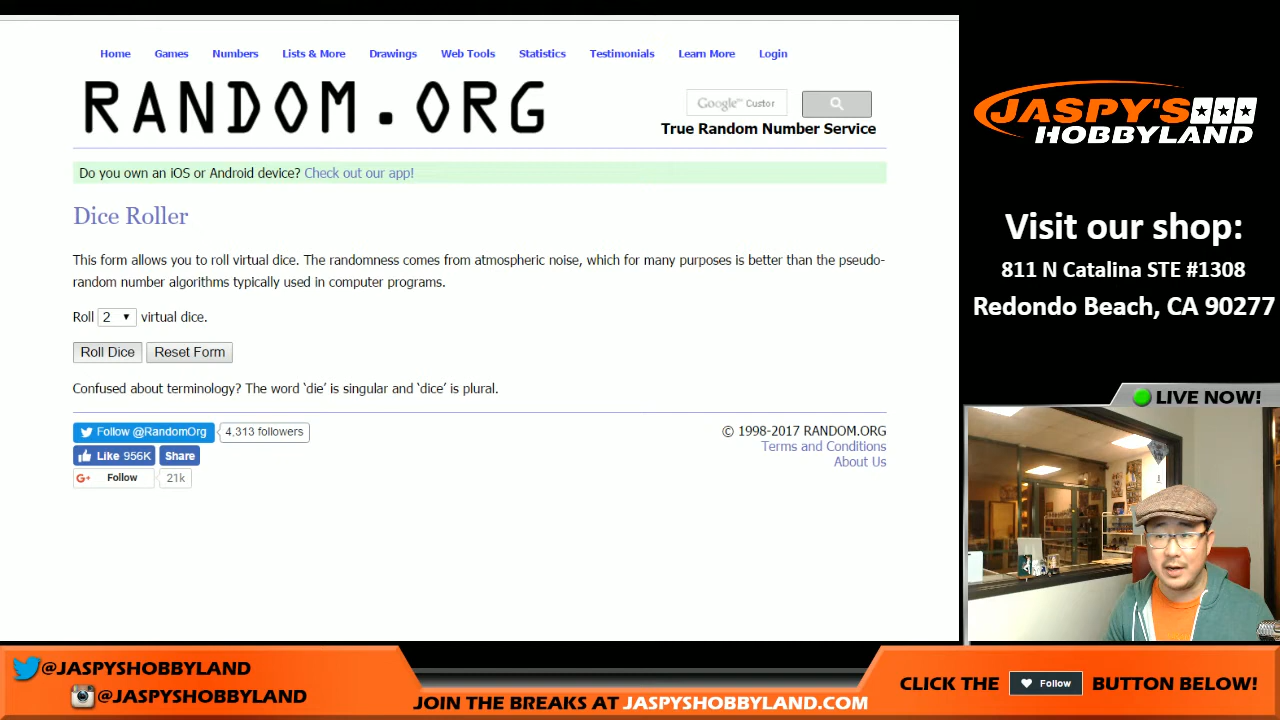 Home Games Numbers Lists & More Drawings Web Tools Statistics Testimonials Learn More Login
RANDOM.ORG
Google™ Custor
True Random Number Service
Do you own an iOS or Android device? Check out our app!
Dice Roller
This form allows you to roll virtual dice. The randomness comes from atmospheric noise, which for many purposes is better than the pseudo-
random number algorithms typically used in computer programs.
Roll 2 virtual dice.
Roll Dice Reset Form
Confused about terminology? The word ‘die’ is singular and ‘dice’ is plural.
Follow @RandomOrg 4,313 followers
Like 956K Share
G+ Follow 21k
© 1998-2017 RANDOM.ORG
Terms and Conditions
About Us
JASPY'S
HOBBYLAND
Visit our shop:
811 N Catalina STE #1308
Redondo Beach, CA 90277
LIVE NOW!
@JASPYSHOBBYLAND
@JASPYSHOBBYLAND
JOIN THE BREAKS AT JASPYSHOBBYLAND.COM
CLICK THE Follow BUTTON BELOW!